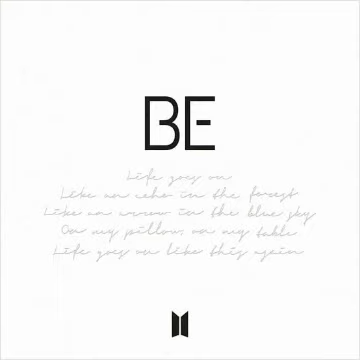 BE
Life goes on
Like an echo in the forest
Like an arrow in the blue sky
On my pillow, on my table
Life goes on like this again